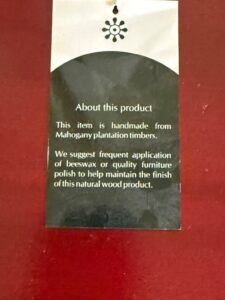 About this product
This item is handmade from
Mahogany plantation timbers.
We suggest frequent application
of beeswax or quality furniture
polish to help maintain the finish
of this natural wood product.